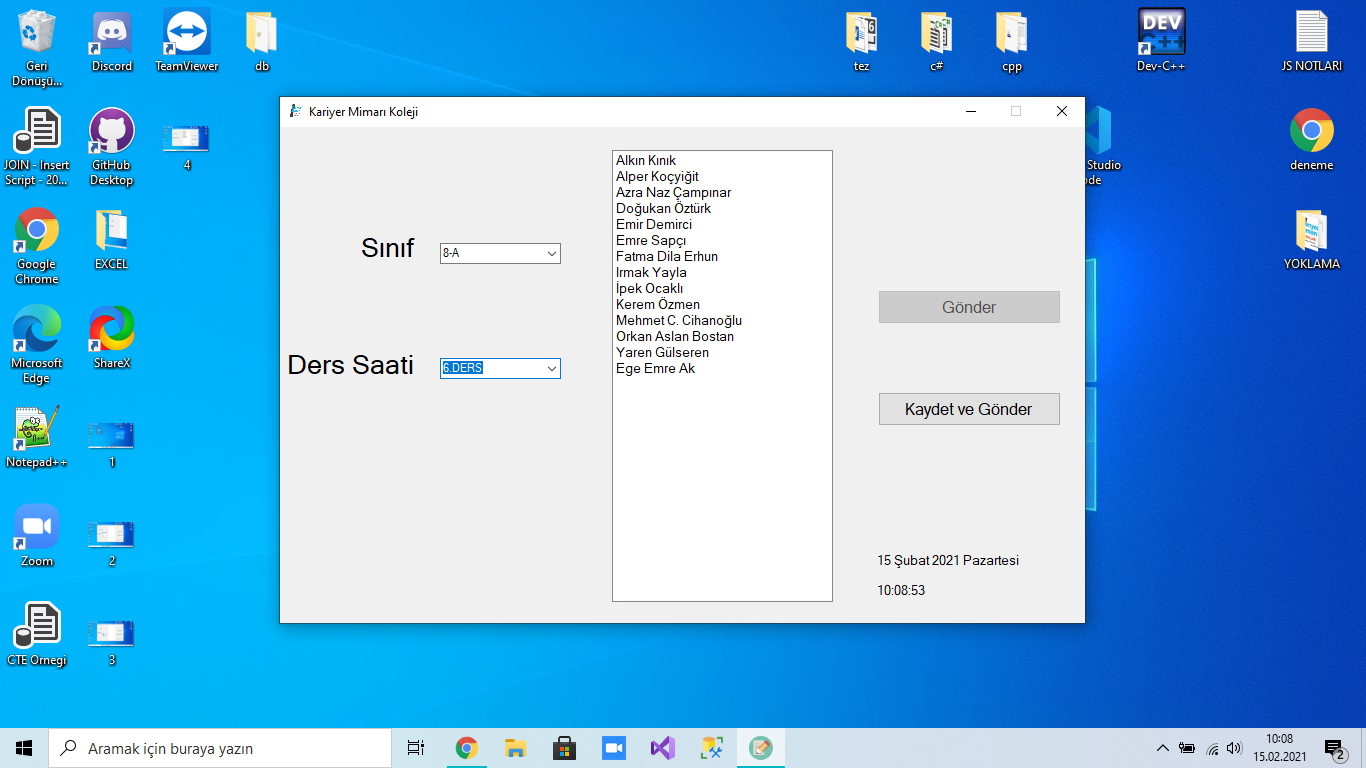 Geri
Dönüşü...
Discord
TeamViewer
db
tez
c#
cpp
DEV
C++
Dev-C++
JS NOTLARI
JOIN - Insert
Script - 20...
GitHub
Desktop
4
Studio
ode
deneme
Google
Chrome
EXCEL
YOKLAMA
Microsoft
Edge
ShareX
Notepad++
1
Zoom
2
CTE Ornegi
3
Kariyer Mimarı Koleji
Sınıf
8-A
Ders Saati
6.DERS
Alkın Kınık
Alper Koçyiğit
Azra Naz Çampınar
Doğukan Öztürk
Emir Demirci
Emre Sapçı
Fatma Dila Erhun
Irmak Yayla
İpek Ocaklı
Kerem Özmen
Mehmet C. Cihanoğlu
Orkan Aslan Bostan
Yaren Gülseren
Ege Emre Ak
Gönder
Kaydet ve Gönder
15 Şubat 2021 Pazartesi
10:08:53
Aramak için buraya yazın
10:08
15.02.2021
2